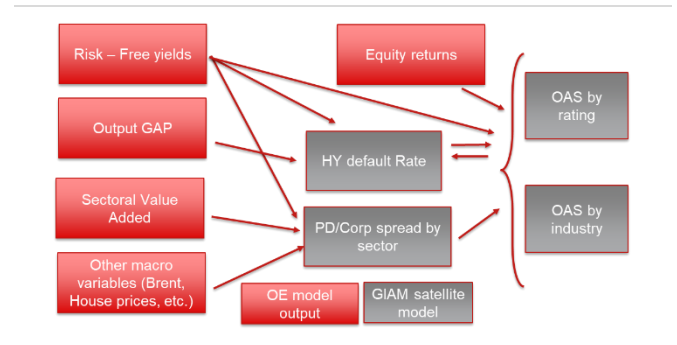 Risk – Free yields
Equity returns
OAS by
rating
Output GAP
HY default Rate
Sectoral Value
Added
PD/Corp spread by
sector
OAS by
industry
Other macro
variables (Brent,
House prices, etc.)
OE model
output
GIAM satellite
model